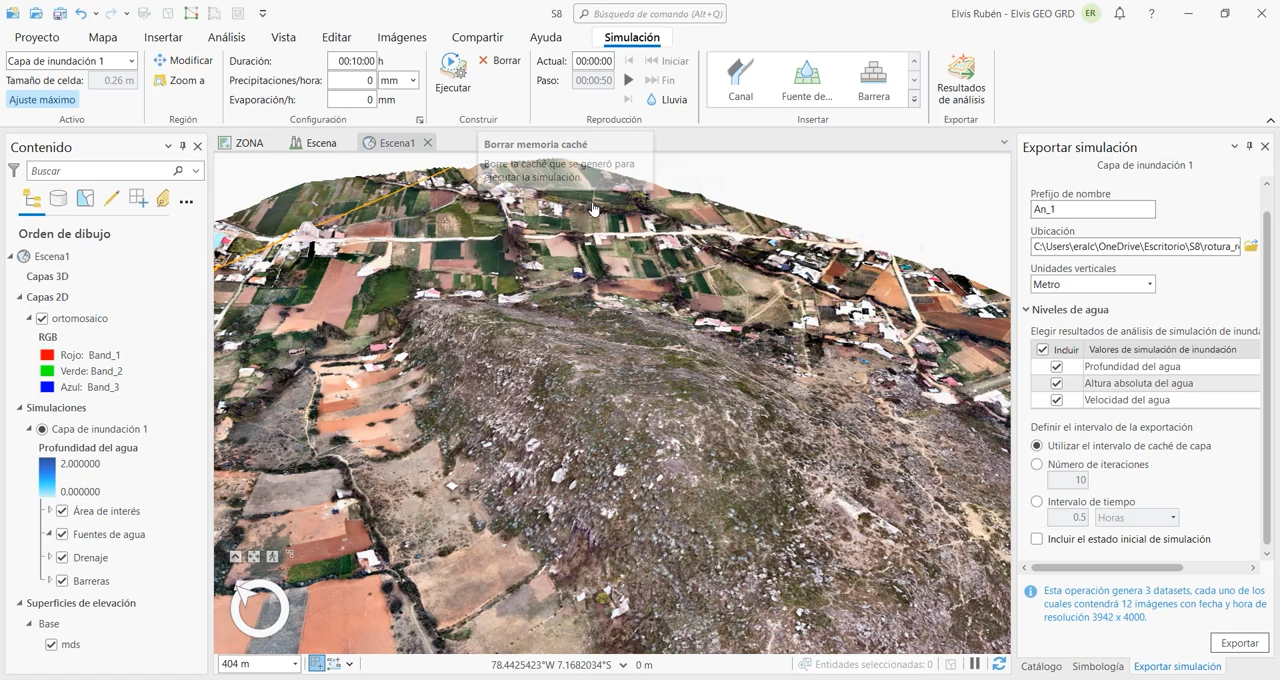 S8
Búsqueda de comando (Alt+Q)
Elvis Rubén - Elvis GEO GRD
ER
?
Proyecto
Mapa
Insertar
Análisis
Vista
Editar
Imágenes
Compartir
Ayuda
Simulación
Capa de inundación 1
Tamaño de celda:
0.26 m
Ajuste máximo
Activo
Modificar
Zoom a
Región
Duración:
00:10:00 h
Precipitaciones/hora:
0
mm
Evaporación/h:
0 mm
Configuración
Ejecutar
Borrar
Construir
Actual:
00:00:00
Iniciar
Paso:
00:00:50
Fin
Lluvia
Reproducción
Canal
Fuente de...
Barrera
Insertar
Resultados
de análisis
Exportar
Contenido
Buscar
Orden de dibujo
Escena1
Capas 3D
Capas 2D
ortomosaico
RGB
Rojo: Band_1
Verde: Band_2
Azul: Band_3
Simulaciones
Capa de inundación 1
Profundidad del agua
2.000000
0.000000
Área de interés
Fuentes de agua
Drenaje
Barreras
Superficies de elevación
Base
mds
ZONA
Escena
Escena1
Borrar memoria caché
Borre la caché que se generó para
ejecutar la simulación.
404 m
78.4425423°W 7.1682034°S
0 m
Entidades seleccionadas: 0
Exportar simulación
Capa de inundación 1
Prefijo de nombre
An_1
Ubicación
C:\Users\eralc\OneDrive\Escritorio\S8\rotura_r
Unidades verticales
Metro
Niveles de agua
Elegir resultados de análisis de simulación de inunda
Incluir
Valores de simulación de inundación
Profundidad del agua
Altura absoluta del agua
Velocidad del agua
Definir el intervalo de la exportación
Utilizar el intervalo de caché de capa
Número de iteraciones
10
Intervalo de tiempo
0.5
Horas
Incluir el estado inicial de simulación
Esta operación genera 3 datasets, cada uno de los
cuales contendrá 12 imágenes con fecha y hora de
resolución 3942 x 4000.
Exportar
Catálogo
Simbología
Exportar simulación